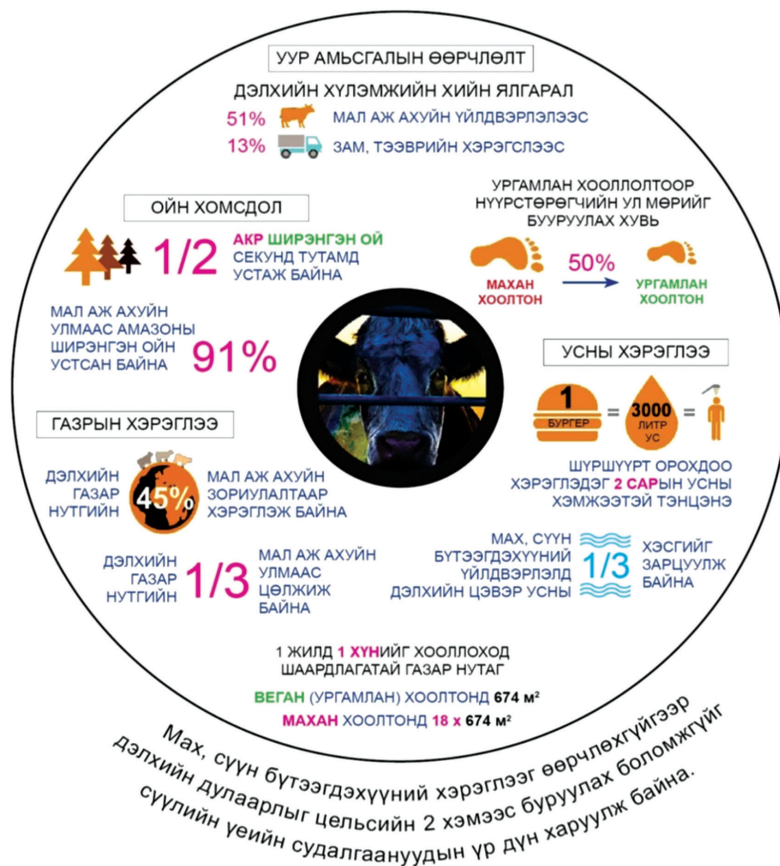 УУР АМЬСГАЛЫН ӨӨРЧЛӨЛТ
ДЭЛХИЙН ХҮЛЭМЖИЙН ХИЙН ЯЛГАРАЛ
51% МАЛ АЖ АХУЙН ҮЙЛДВЭРЛЭЛЭЭС
13% ЗАМ, ТЭЭВРИЙН ХЭРЭГСЛЭЭС
ОЙН ХОМСДОЛ
1/2
АКР ШИРЭНГЭН ОЙ
СЕКУНД ТУТАМД
УСТАЖ БАЙНА
МАЛ АЖ АХУЙН
УЛМААС АМАЗОНЫ
ШИРЭНГЭН ОЙН
УСТСАН БАЙНА
91%
УРГАМЛАН ХООЛЛОЛТООР
НҮҮРСТӨРӨГЧИЙН УЛ МӨРИЙГ
БУУРУУЛАХ ХУВЬ
50%
МАХАН
ХООЛТОН
УРГАМЛАН
ХООЛТОН
УСНЫ ХЭРЭГЛЭЭ
1
БУРГЕР
=
3000
ЛИТР
УС
=
ШҮРШҮҮРТ ОРОХДОО
ХЭРЭГЛЭДЭГ 2 САРЫН УСНЫ
ХЭМЖЭЭТЭЙ ТЭНЦЭНЭ
ГАЗРЫН ХЭРЭГЛЭЭ
ДЭЛХИЙН
ГАЗАР
НУТГИЙН
45%
МАЛ АЖ АХУЙН
ЗОРИУЛАЛТААР
ХЭРЭГЛЭЖ БАЙНА
ДЭЛХИЙН
ГАЗАР
НУТГИЙН
1/3
МАЛ АЖ АХУЙН
УЛМААС
ЦӨЛЖИЖ
БАЙНА
МАХ, СҮҮН
БҮТЭЭГДЭХҮҮНИЙ
ҮЙЛДВЭРЛЭЛД
ДЭЛХИЙН ЦЭВЭР УСНЫ
1/3
ХЭСГИЙГ
ЗАРЦУУЛЖ
БАЙНА
1 ЖИЛД 1 ХҮНИЙГ ХООЛЛОХОД
ШААРДЛАГАТАЙ ГАЗАР НУТАГ
ВЕГАН (УРГАМЛАН) ХООЛТОНД 674 м²
МАХАН ХООЛТОНД 18 x 674 м²
Мах, сүүн бүтээгдэхүүний хэрэглээг өөрчлөхгүйгээр
дэлхийн дулаарлыг цельсийн 2 хэмээс буруулах боломжгүйг
сүүлийн үеийн судалгаануудын үр дүн харуулж байна.